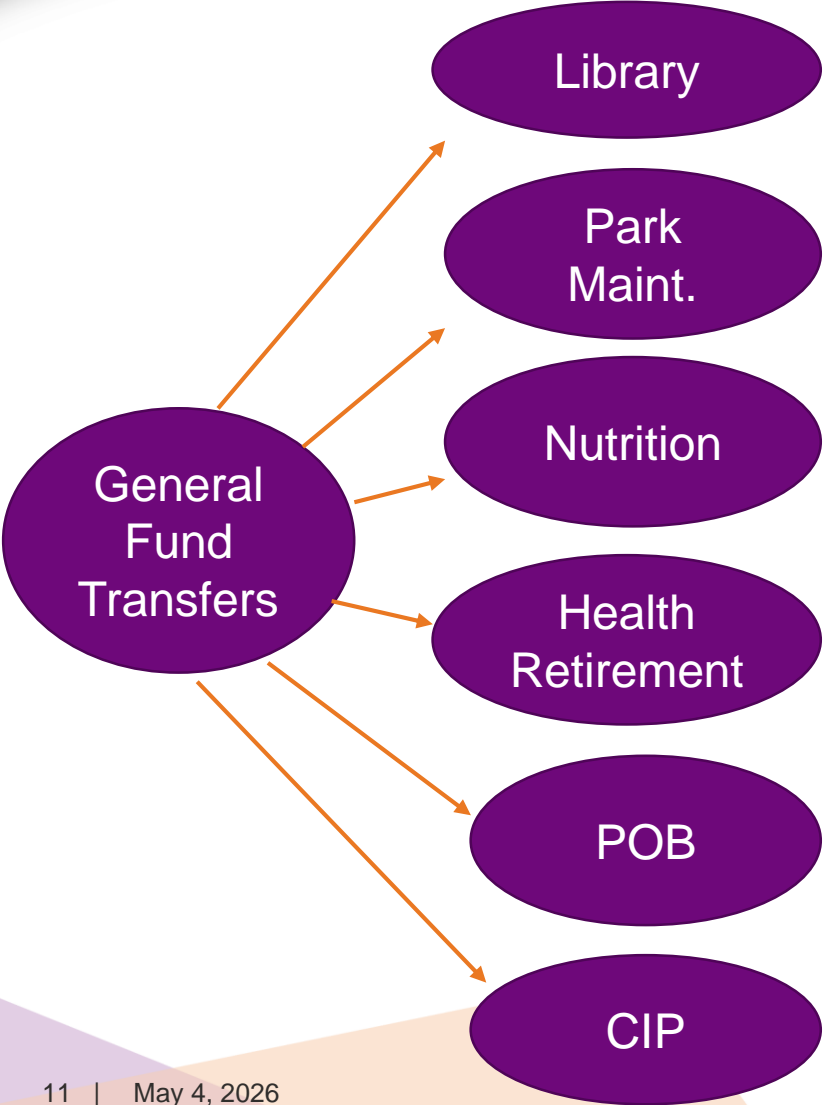 Library
Park
Maint.
Nutrition
General
Fund
Transfers
Health
Retirement
POB
CIP
11 | May 4, 2026